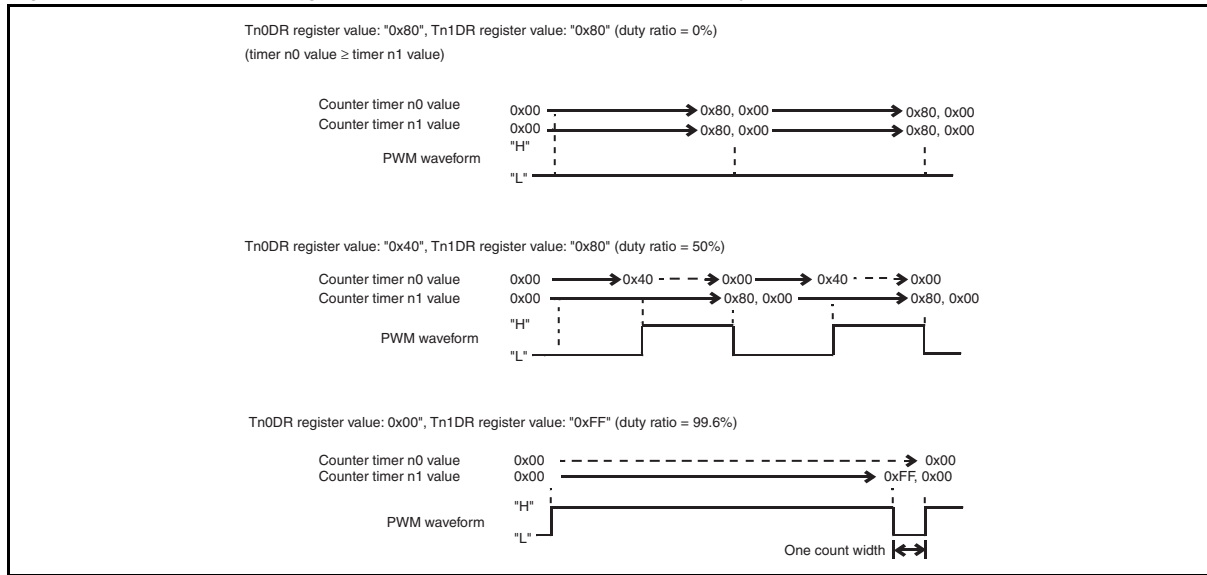 Tn0DR register value: "0x80", Tn1DR register value: "0x80" (duty ratio = 0%)
(timer n0 value ≥ timer n1 value)
Counter timer n0 value 0x00 0x80, 0x00 0x80, 0x00
Counter timer n1 value 0x00 0x80, 0x00 0x80, 0x00
"H"
PWM waveform
"L"
Tn0DR register value: "0x40", Tn1DR register value: "0x80" (duty ratio = 50%)
Counter timer n0 value 0x00 0x40 0x00 0x40 0x00
Counter timer n1 value 0x00 0x80, 0x00 0x80, 0x00
"H"
PWM waveform
"L"
Tn0DR register value: 0x00", Tn1DR register value: "0xFF" (duty ratio = 99.6%)
Counter timer n0 value 0x00 0x00
Counter timer n1 value 0x00 0xFF, 0x00
"H"
PWM waveform
"L"
One count width